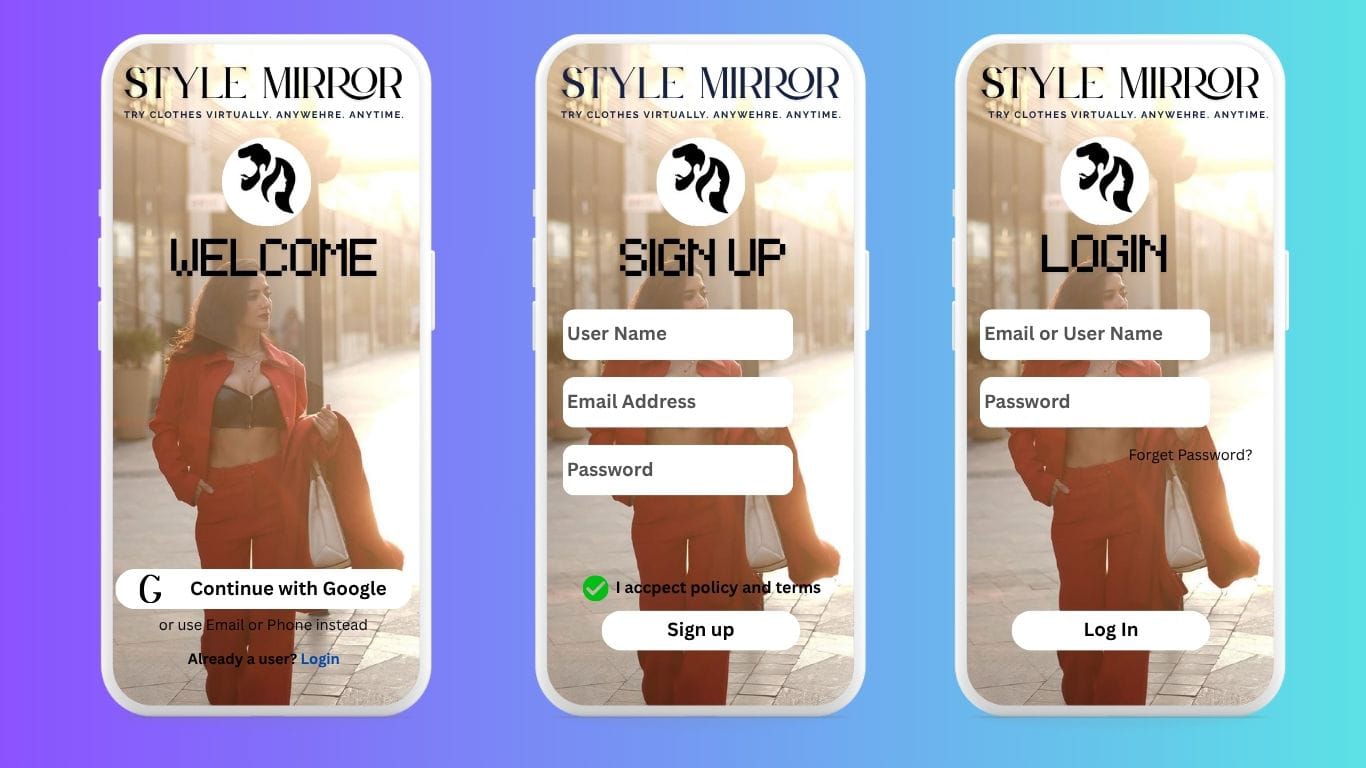 STYLE MIRROR
TRY CLOTHES VIRTUALLY. ANYWEHRE. ANYTIME.
WELCOME
G Continue with Google
or use Email or Phone instead
Already a user? Login
STYLE MIRROR
TRY CLOTHES VIRTUALLY. ANYWEHRE. ANYTIME.
SIGN UP
User Name
Email Address
Password
I accpect policy and terms
Sign up
STYLE MIRROR
TRY CLOTHES VIRTUALLY. ANYWEHRE. ANYTIME.
LOGIN
Email or User Name
Password
Forget Password?
Log In